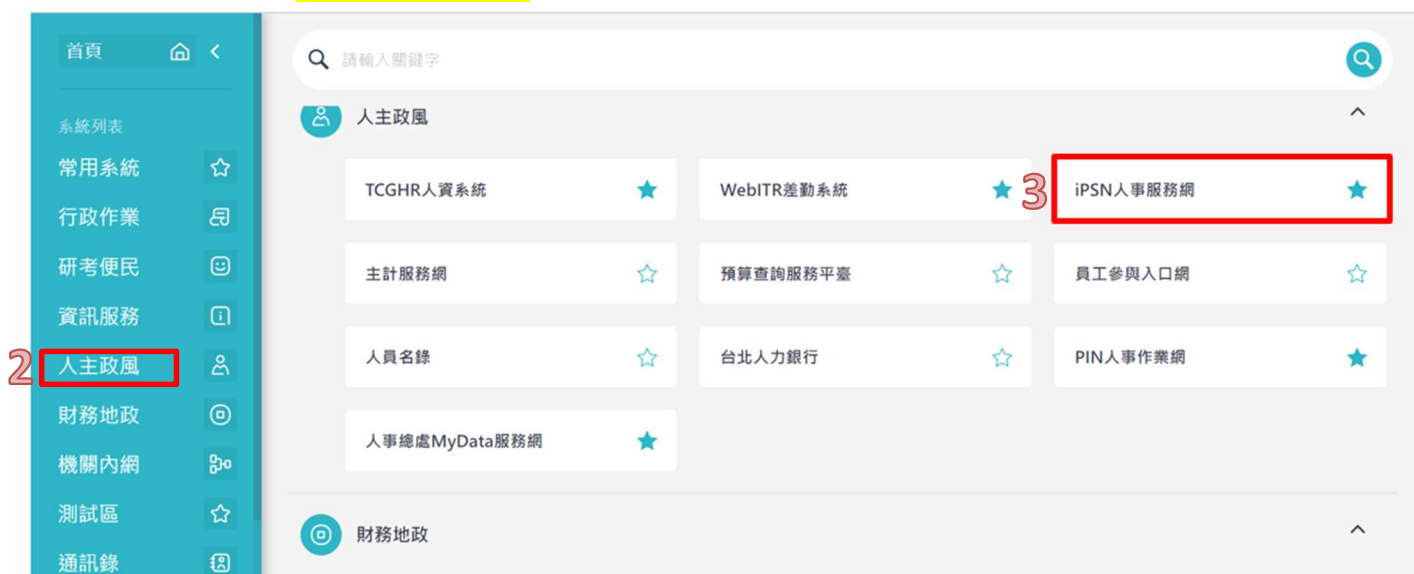 首頁
請輸入關鍵字
系統列表
常用系統
行政作業
研考便民
資訊服務
2 人主政風
財務地政
機關內網
測試區
通訊錄
人主政風
TCGHR人資系統
WebITR差勤系統
3 iPSN人事服務網
主計服務網
預算查詢服務平臺
員工參與入口網
人員名錄
台北人力銀行
PIN人事作業網
人事總處MyData服務網
財務地政